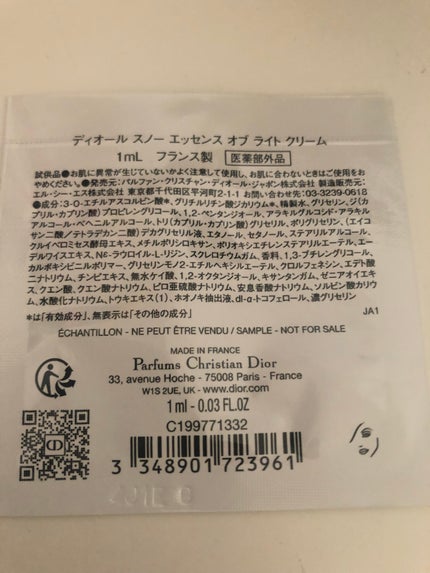 ディオール スノー エッセンス オブ ライト クリーム
1mL フランス製 医薬部外品
試供品●お肌に異常が生じていないかよく注意して使用し、お肌に合わないときはご使用をお
やめください。●発売元:パルファン・クリスチャン・ディオール・ジャポン株式会社 製造販売元:
エル・シー・エス株式会社 東京都千代田区平河町2-1-1 お問い合わせ先:03-3239-0618
●成分:3-O-エチルアスコルビン酸*、グリチルリチン酸ジカリウム*、精製水、グリセリン、ジ(カ
プリル・カプリン酸)プロピレングリコール、1,2-ペンタンジオール、アラキルグルコシド・アラキル
アルコール・ベヘニルアルコール、トリ(カプリル・カプリン酸)グリセリル、ポリグリセリン、(エイコ
サン二酸/テトラデカン二酸)デカグリセリル液、エタノール、セタノール、ステアリルアルコール、
クルイベロミセス酵母エキス、メチルポリシロキサン、ポリオキシエチレンステアリルエーテル、エー
デルワイスエキス、Nε-ラウロイル-L-リジン、スクレロチウムガム、香料、1,3-ブチレングリコール、
カルボキシビニルポリマー、グリセリンモノ2-エチルヘキシルエーテル、クロルフェネシン、エデト酸
二ナトリウム、チンピエキス、無水ケイ酸、1,2-オクタンジオール、キサンタンガム、ゼニアオイエキ
ス、クエン酸、クエン酸ナトリウム、ピロ亜硫酸ナトリウム、安息香酸ナトリウム、ソルビン酸カリウ
ム、水酸化ナトリウム、トウキエキス(1)、ホオノキ抽出液、dl-α-トコフェロール、濃グリセリン
*は「有効成分」、無表示は「その他の成分」 JA1
ÉCHANTILLON - NE PEUT ÊTRE VENDU / SAMPLE - NOT FOR SALE
MADE IN FRANCE
Parfums Christian Dior
33, avenue Hoche - 75008 Paris - France
W1S 2UE, UK - www.dior.com
1 ml - 0.03 FL.OZ
C199771332
3 348901 723961